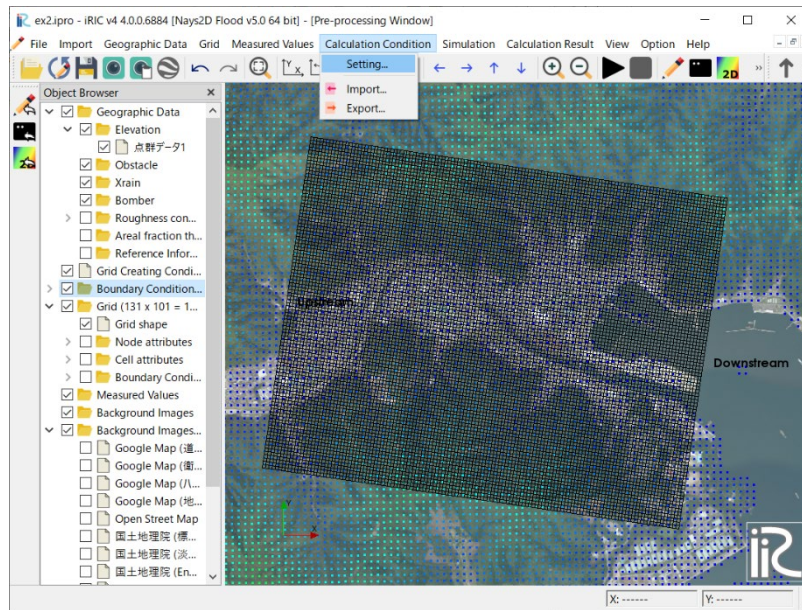 ex2.ipro - iRIC v4 4.0.0.6884 [Nays2D Flood v5.0 64 bit] - [Pre-processing Window]
File Import Geographic Data Grid Measured Values Calculation Condition Simulation Calculation Result View Option Help
Setting...
Import...
Export...
2D
Object Browser
Geographic Data
Elevation
点群データ1
Obstacle
Xrain
Bomber
Roughness con...
Areal fraction th...
Reference Infor...
Grid Creating Condi...
Boundary Condition...
Grid (131 x 101 = 1...
Grid shape
Node attributes
Cell attributes
Boundary Condi...
Measured Values
Background Images
Background Images...
Google Map (道...
Google Map (衛...
Google Map (ハ...
Google Map (地...
Open Street Map
国土地理院 (標...
国土地理院 (淡...
国土地理院 (En...
Upstream
Downstream
Y
X
iRIC
X: ------
Y: ------